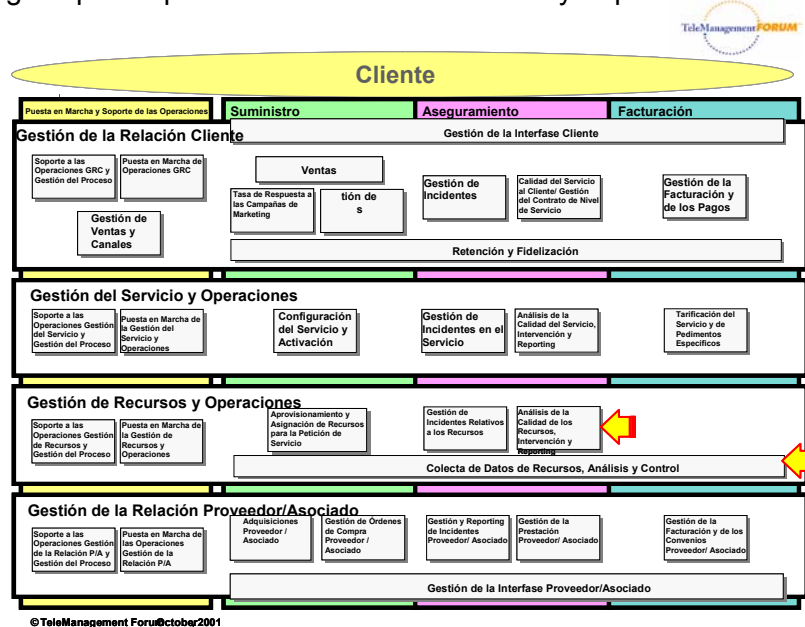 TeleManagement FORUM
Cliente
Puesta en Marcha y Soporte de las Operaciones
Suministro
Aseguramiento
Facturación
Gestión de la Relación Cliente
Gestión de la Interfase Cliente
Soporte a las
Operaciones GRC y
Gestión del Proceso
Puesta en Marcha de
Operaciones GRC
Gestión de
Ventas y
Canales
Ventas
Tasa de Respuesta a
las Campañas de
Marketing
tión de
s
Gestión de
Incidentes
Calidad del Servicio
al Cliente/ Gestión
del Contrato de Nivel
de Servicio
Gestión de la
Facturación y
de los Pagos
Retención y Fidelización
Gestión del Servicio y Operaciones
Soporte a las
Operaciones Gestión
del Servicio y
Gestión del Proceso
Puesta en Marcha de
la Gestión del
Servicio y
Operaciones
Configuración
del Servicio y
Activación
Gestión de
Incidentes en el
Servicio
Análisis de la
Calidad del Servicio,
Intervención y
Reporting
Tarificación del
Servicio y de
Pedimentos
Específicos
Gestión de Recursos y Operaciones
Soporte a las
Operaciones Gestión
de Recursos y
Gestión del Proceso
Puesta en Marcha de
la Gestión de
Recursos y
Operaciones
Aprovisionamiento y
Asignación de Recursos
para la Petición de
Servicio
Gestión de
Incidentes Relativos
a los Recursos
Análisis de la
Calidad de los
Recursos,
Intervención y
Reporting
Colecta de Datos de Recursos, Análisis y Control
Gestión de la Relación Proveedor/Asociado
Soporte a las
Operaciones Gestión
de la Relación P/A y
Gestión del Proceso
Puesta en Marcha de
las Operaciones
Gestión de la
Relación P/A
Adquisiciones
Proveedor /
Asociado
Gestión de Órdenes
de Compra
Proveedor /
Asociado
Gestión y Reporting
de Incidentes
Proveedor/ Asociado
Gestión de la
Prestación
Proveedor/ Asociado
Gestión de la
Facturación y de los
Convenios
Proveedor/ Asociado
Gestión de la Interfase Proveedor/Asociado
©TeleManagement Forum October, 2001